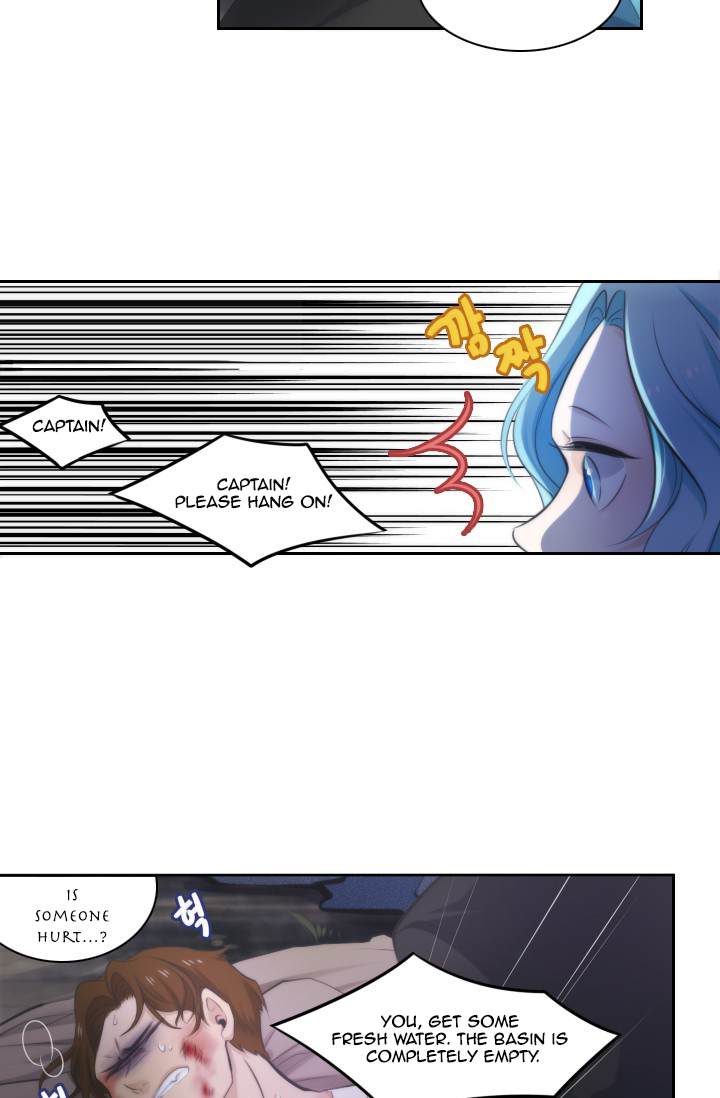 깜짝
CAPTAIN!
CAPTAIN!
PLEASE HANG ON!
IS
SOMEONE
HURT...?
헉
YOU, GET SOME
FRESH WATER. THE BASIN IS
COMPLETELY EMPTY.